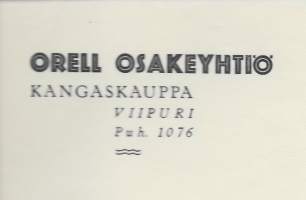 ORELL OSAKEYHTIÖ
KANGASKAUPPA
VIIPURI
Puh. 1076